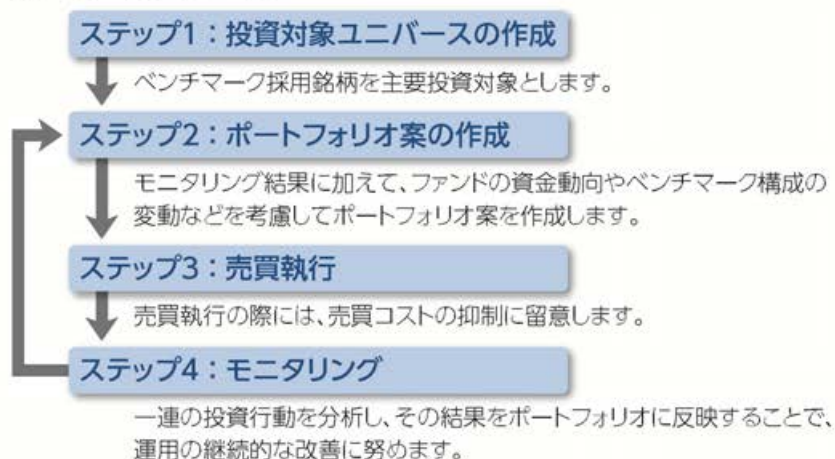 ステップ1：投資対象ユニバースの作成
ベンチマーク採用銘柄を主要投資対象とします。
ステップ2：ポートフォリオ案の作成
モニタリング結果に加えて、ファンドの資金動向やベンチマーク構成の
変動などを考慮してポートフォリオ案を作成します。
ステップ3：売買執行
売買執行の際には、売買コストの抑制に留意します。
ステップ4：モニタリング
一連の投資行動を分析し、その結果をポートフォリオに反映することで、
運用の継続的な改善に努めます。